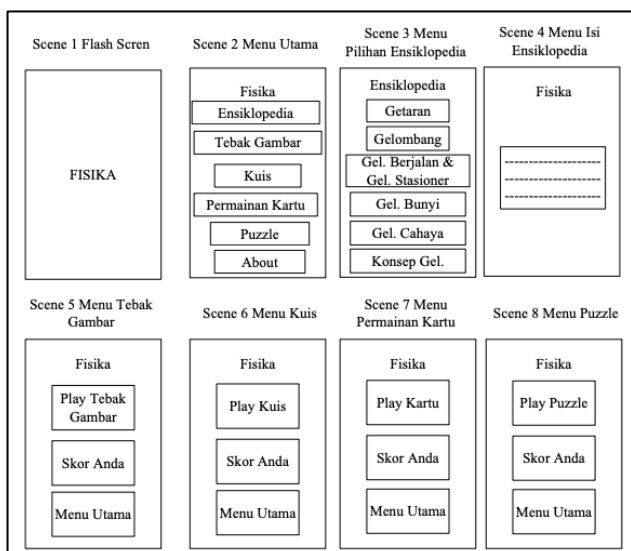 Scene 1 Flash Scren
FISIKA
Scene 2 Menu Utama
Fisika
Ensiklopedia
Tebak Gambar
Kuis
Permainan Kartu
Puzzle
About
Scene 3 Menu
Pilihan Ensiklopedia
Ensiklopedia
Getaran
Gelombang
Gel. Berjalan &
Gel. Stasioner
Gel. Bunyi
Gel. Cahaya
Konsep Gel.
Scene 4 Menu Isi
Ensiklopedia
Fisika
Scene 5 Menu Tebak
Gambar
Fisika
Play Tebak
Gambar
Skor Anda
Menu Utama
Scene 6 Menu Kuis
Fisika
Play Kuis
Skor Anda
Menu Utama
Scene 7 Menu
Permainan Kartu
Fisika
Play Kartu
Skor Anda
Menu Utama
Scene 8 Menu Puzzle
Fisika
Play Puzzle
Skor Anda
Menu Utama